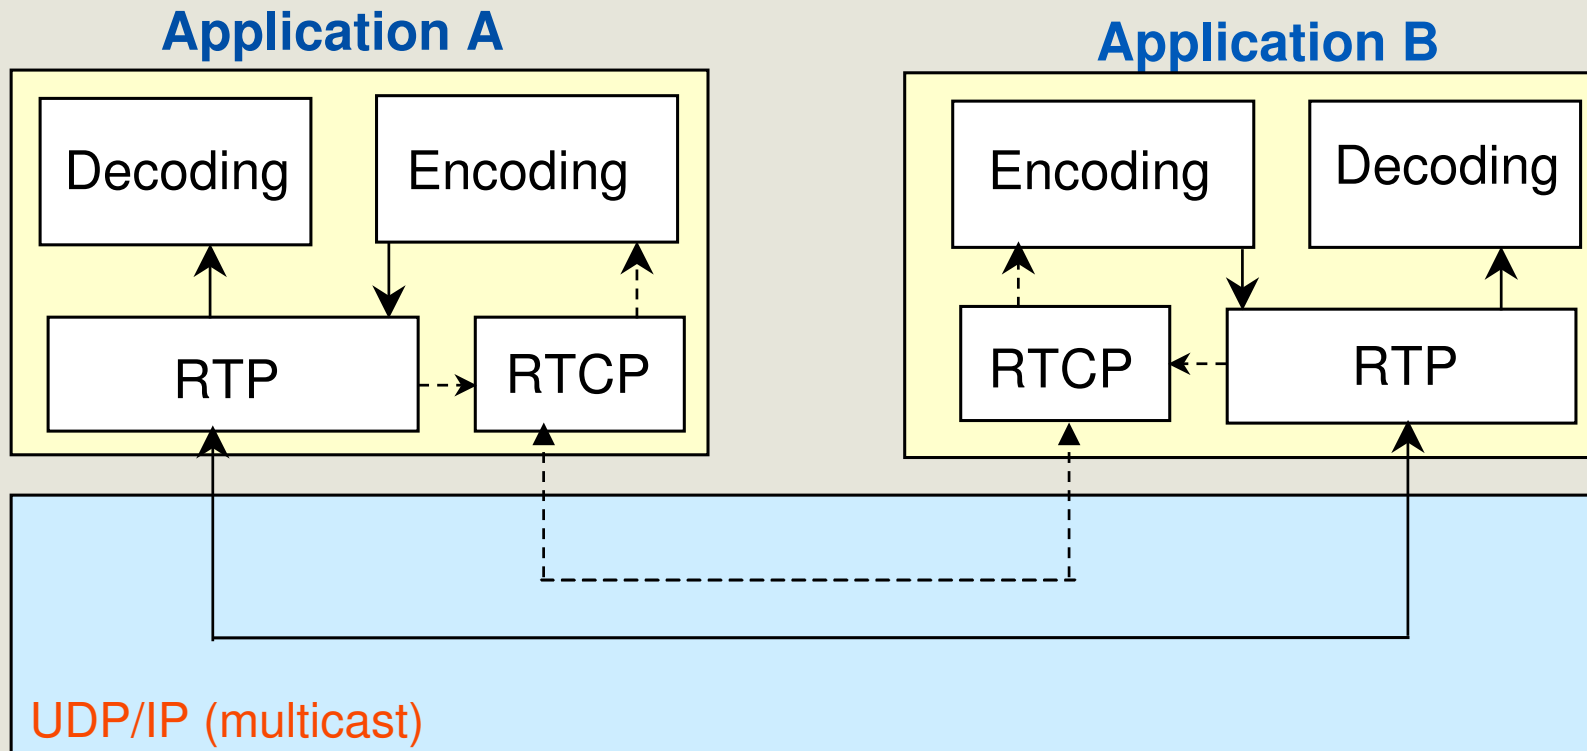 Application A
Application B
Decoding
Encoding
Encoding
Decoding
RTP
RTCP
RTCP
RTP
UDP/IP (multicast)